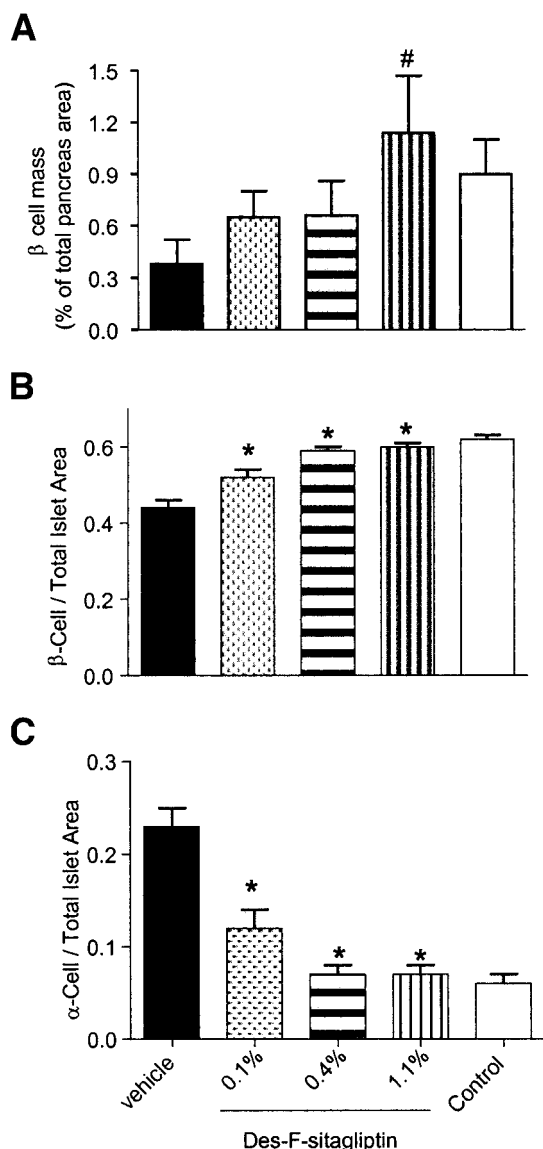 A
β cell mass
(% of total pancreas area)
1.5
1.2
0.9
0.6
0.3
0.0
#
B
β-Cell / Total Islet Area
0.6
0.4
0.2
0.0
*
*
*
C
α-Cell / Total Islet Area
0.3
0.2
0.1
0.0
*
*
*
vehicle
0.1%
0.4%
1.1%
Control
Des-F-sitagliptin